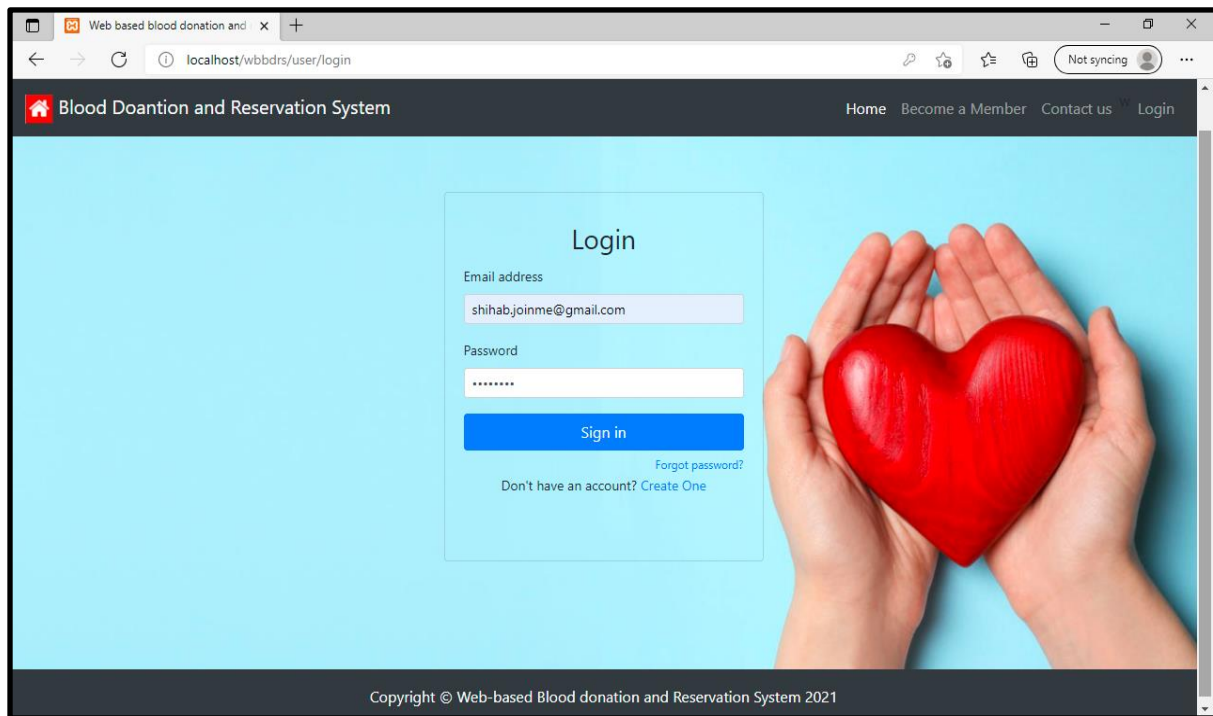 Web based blood donation and
localhost/wbbdrs/user/login
Not syncing
Blood Doantion and Reservation System
Home Become a Member Contact us Login
Login
Email address
shihab.joinme@gmail.com
Password
••••••••
Sign in
Forgot password?
Don't have an account? Create One
Copyright © Web-based Blood donation and Reservation System 2021